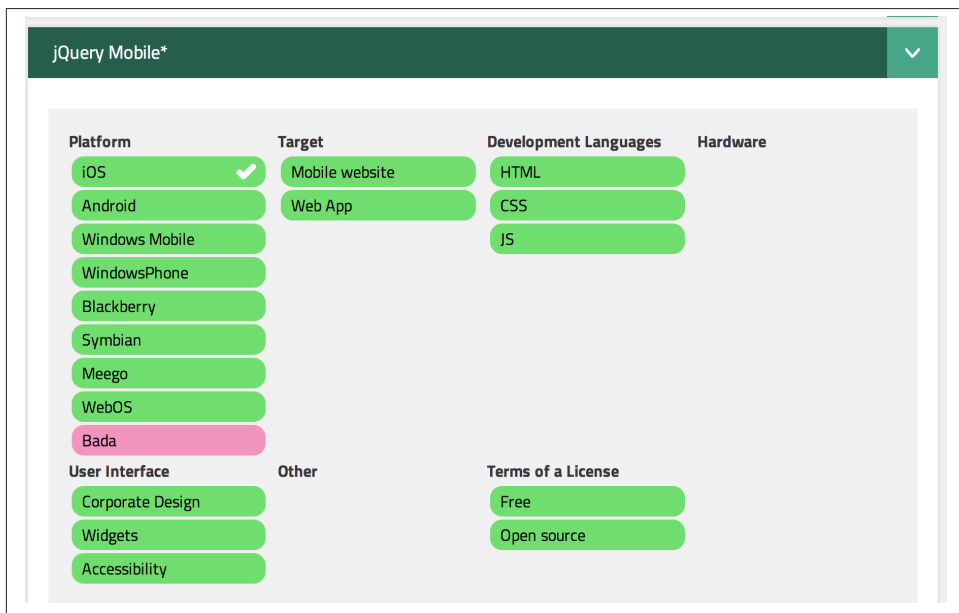 jQuery Mobile*
Platform
iOS
Android
Windows Mobile
WindowsPhone
Blackberry
Symbian
Meego
WebOS
Bada
Target
Mobile website
Web App
Development Languages
HTML
CSS
JS
Hardware
User Interface
Corporate Design
Widgets
Accessibility
Other
Terms of a License
Free
Open source